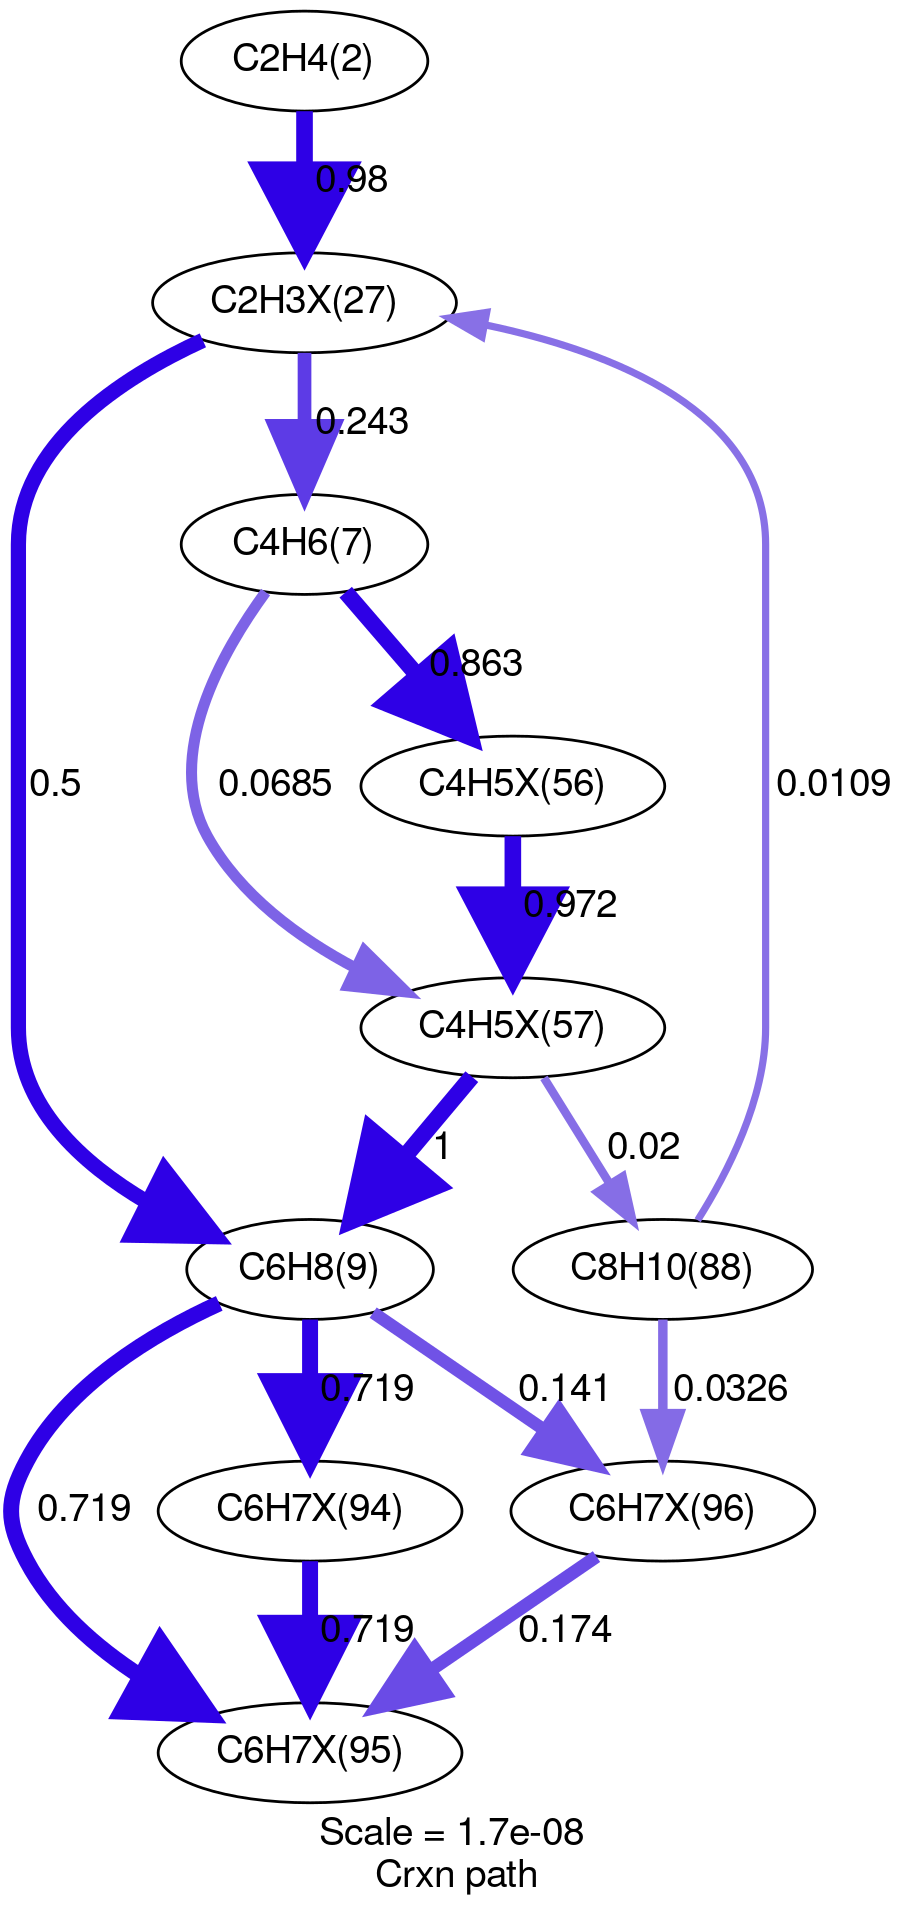 C2H4(2)
0.98
C2H3X(27)
0.243
C4H6(7)
0.863
0.5
0.0685
C4H5X(56)
0.0109
0.972
C4H5X(57)
1
0.02
C6H8(9)
C8H10(88)
0.719
0.141
0.0326
0.719
C6H7X(94)
C6H7X(96)
0.719
0.174
C6H7X(95)
Scale = 1.7e-08
Crxn path